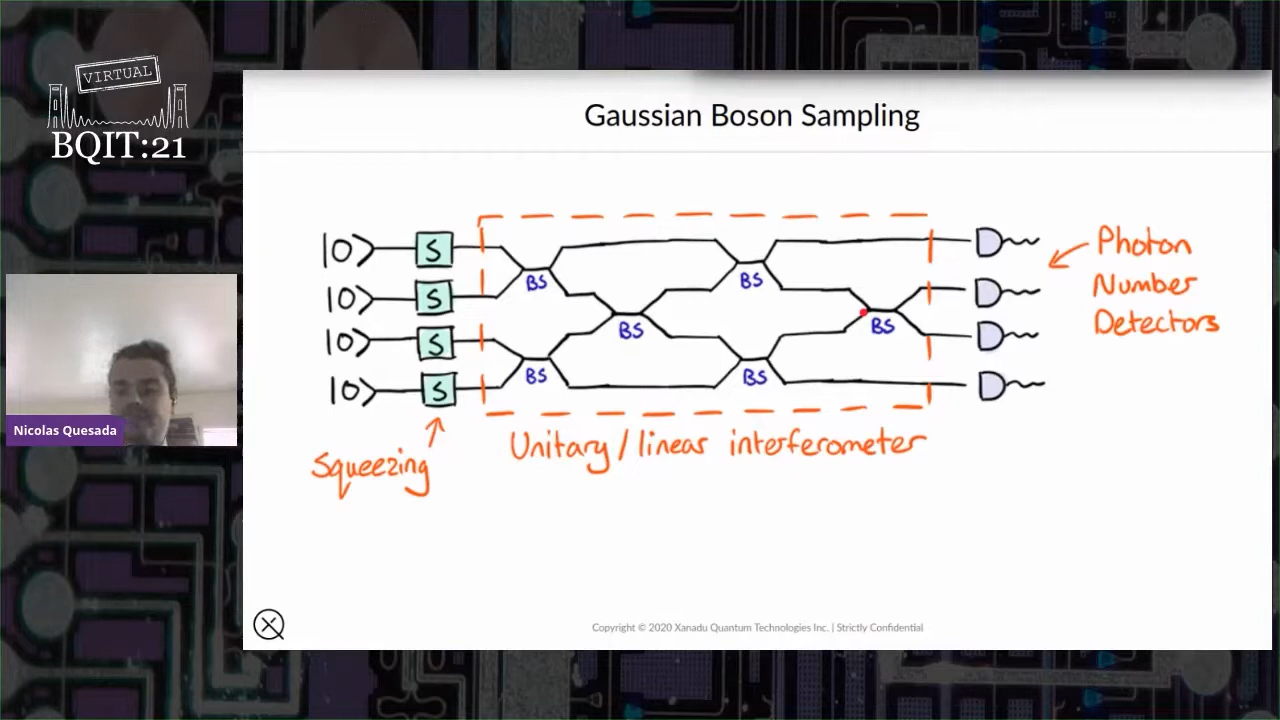 VIRTUAL
BQIT:21
Gaussian Boson Sampling
|0> S
|0> S
|0> S
|0> S
BS
BS
BS
BS
BS
BS
Photon
Number
Detectors
Squeezing
Unitary / linear interferometer
Nicolas Quesada
Copyright © 2020 Xanadu Quantum Technologies Inc. | Strictly Confidential